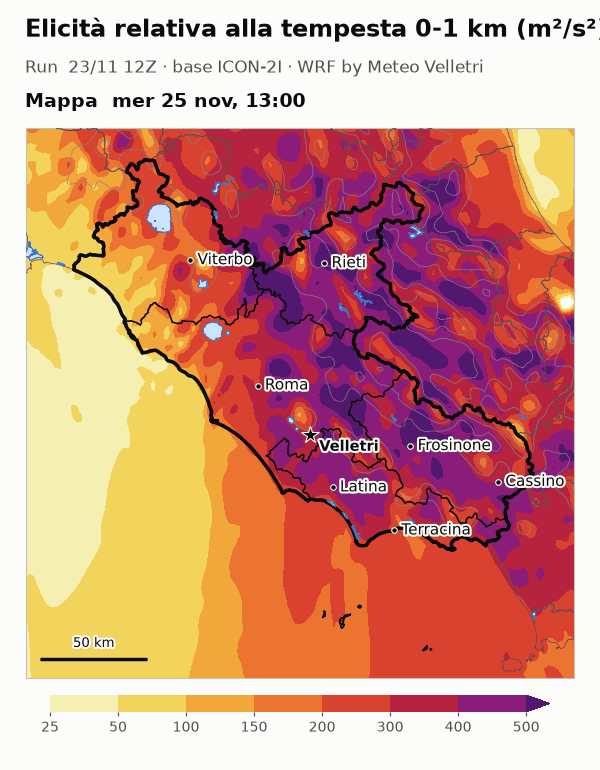 Elicità relativa alla tempesta 0-1 km (m²/s²)
Run 23/11 12Z · base ICON-2I · WRF by Meteo Velletri
Mappa mer 25 nov, 13:00
Viterbo
Rieti
Roma
Velletri
Frosinone
Latina
Cassino
Terracina
50 km
25 50 100 150 200 300 400 500